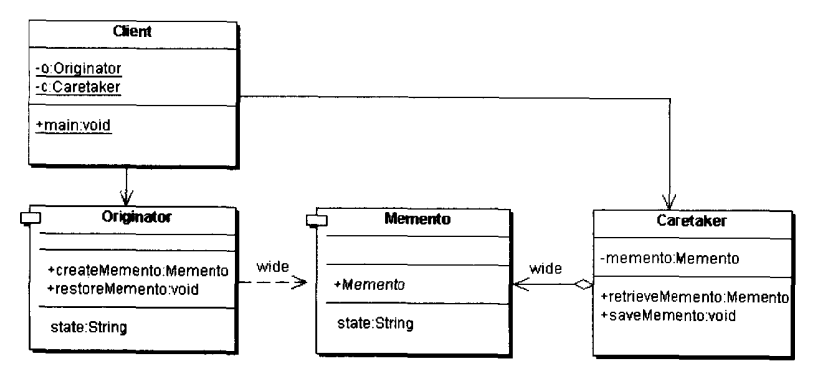 Client
-o:Originator
-c:Caretaker
+main:void
Originator
+createMemento:Memento
+restoreMemento:void
state:String
wide
Memento
+Memento
state:String
wide
Caretaker
-memento:Memento
+retrieveMemento:Memento
+saveMemento:void